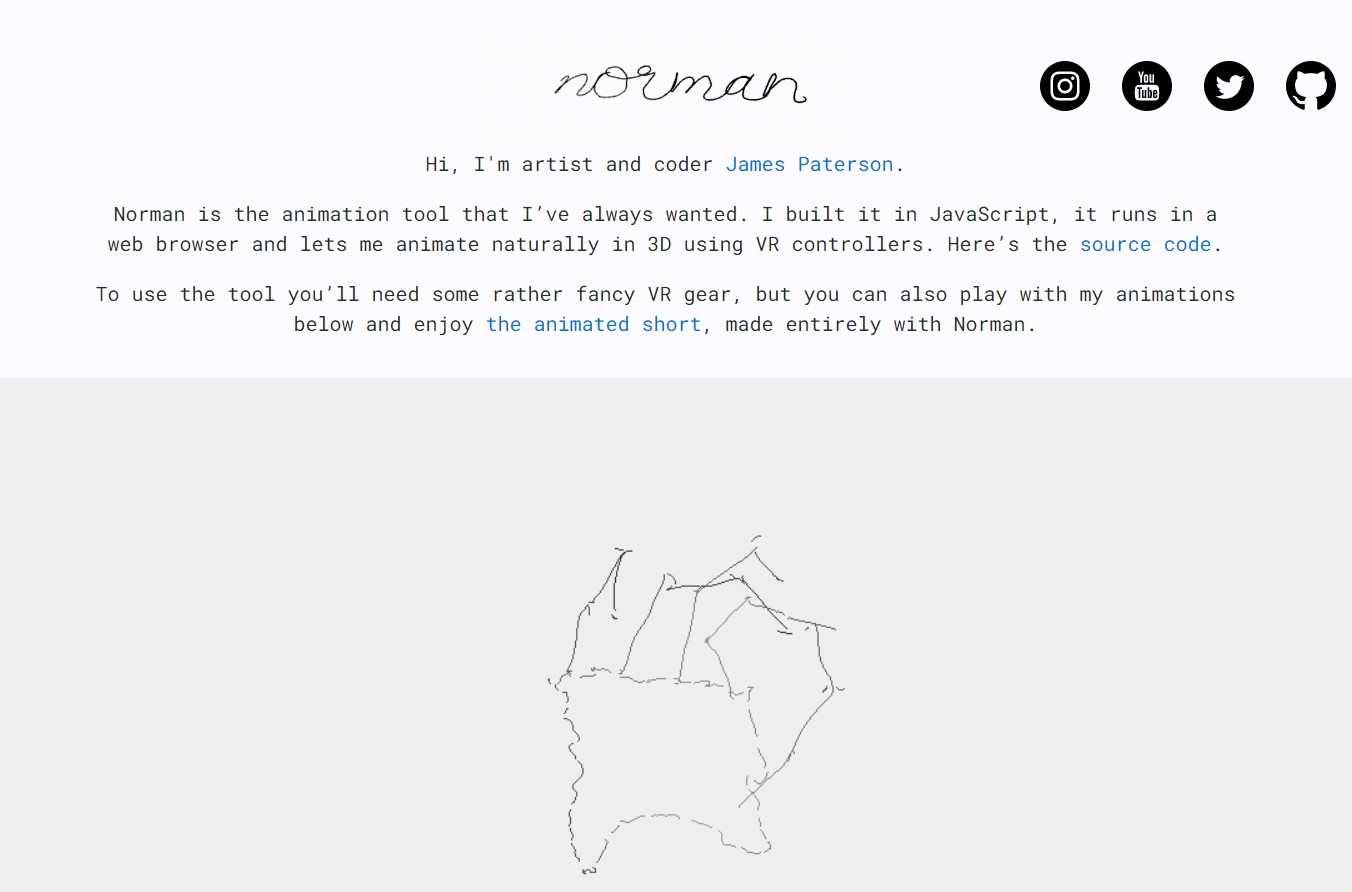 norman
You
Tube
Hi, I'm artist and coder James Paterson.
Norman is the animation tool that I’ve always wanted. I built it in JavaScript, it runs in a
web browser and lets me animate naturally in 3D using VR controllers. Here’s the source code.
To use the tool you’ll need some rather fancy VR gear, but you can also play with my animations
below and enjoy the animated short, made entirely with Norman.